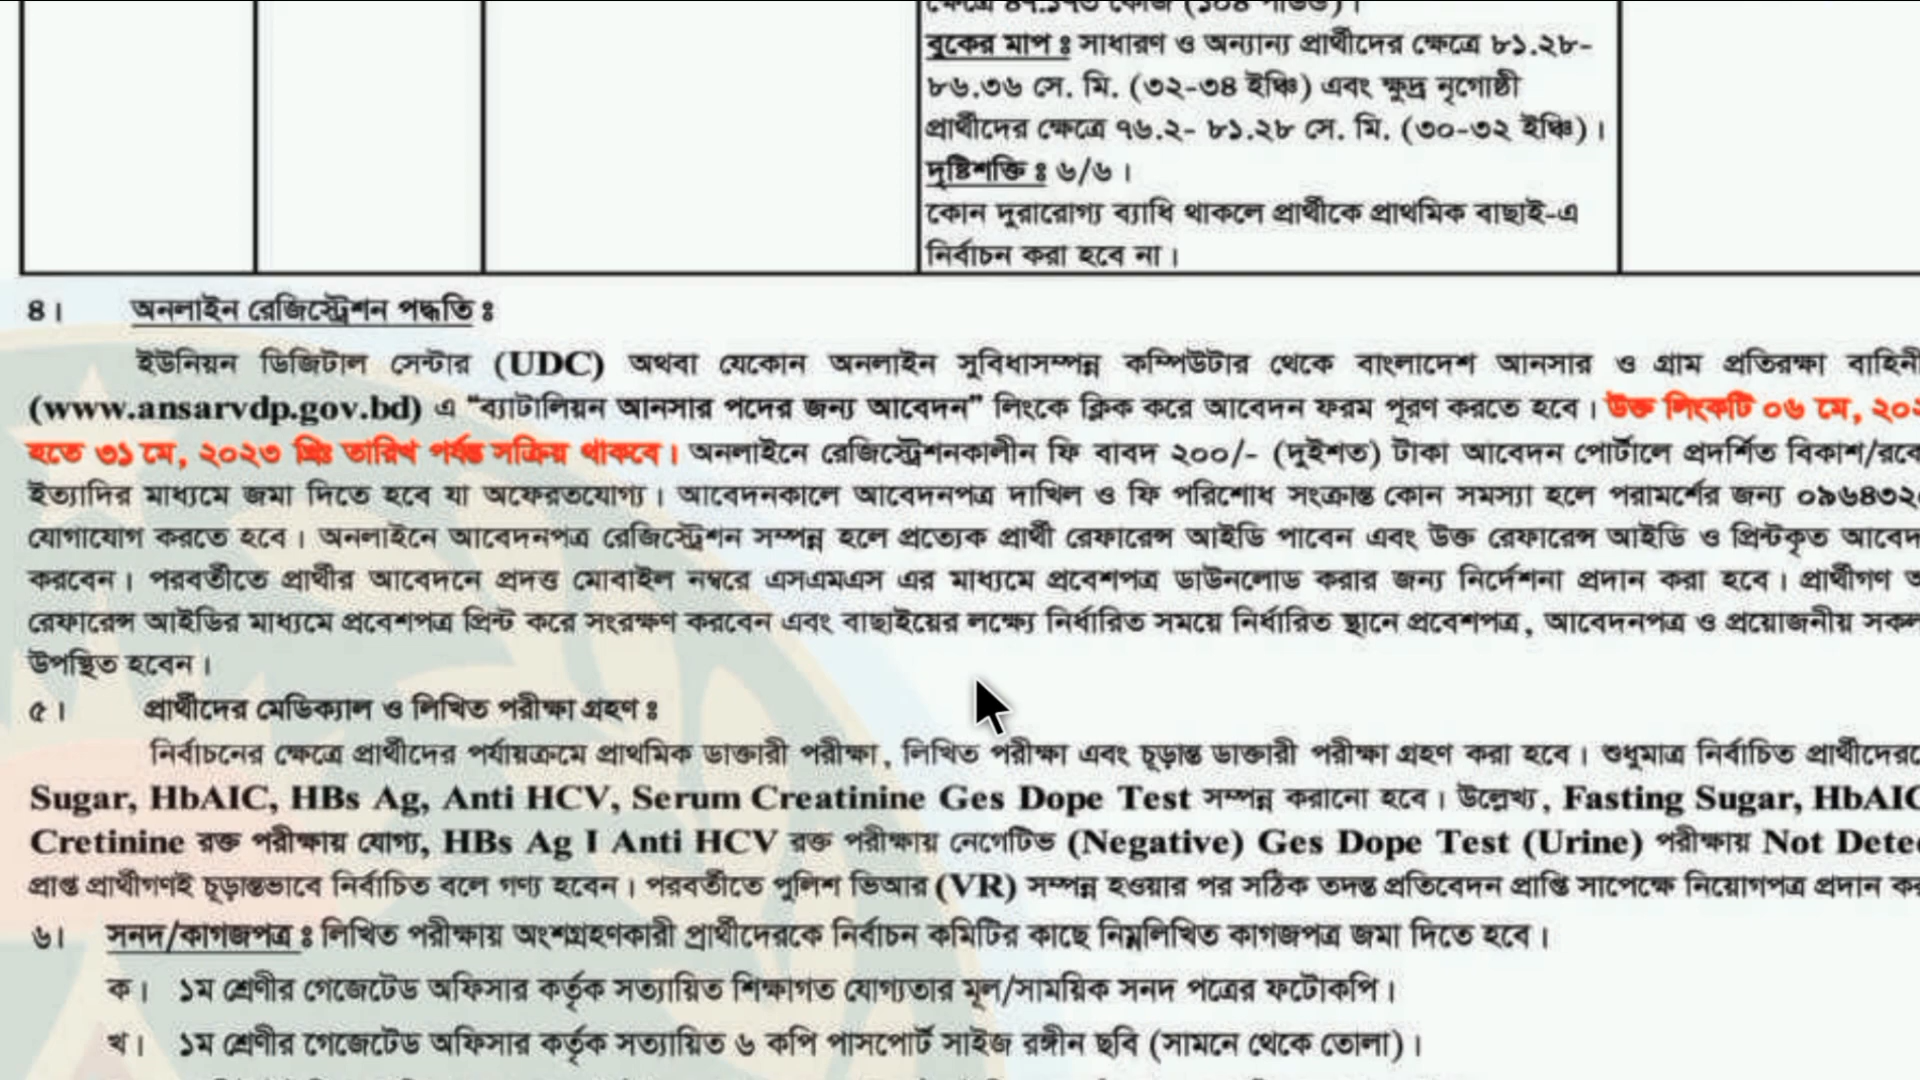 ক্ষেত্রে ৪৭.১৭৩ কেজি (১০৪ পাউন্ড)।
বুকের মাপ ঃ সাধারণ ও অন্যান্য প্রার্থীদের ক্ষেত্রে ৮১.২৮-
৮৬.৩৬ সে. মি. (৩২-৩৪ ইঞ্চি) এবং ক্ষুদ্র নৃগোষ্ঠী
প্রার্থীদের ক্ষেত্রে ৭৬.২- ৮১.২৮ সে. মি. (৩০-৩২ ইঞ্চি)।
দৃষ্টিশক্তি ঃ ৬/৬।
কোন দুরারোগ্য ব্যাধি থাকলে প্রার্থীকে প্রাথমিক বাছাই-এ
নির্বাচন করা হবে না।
৪। অনলাইন রেজিস্ট্রেশন পদ্ধতি ঃ
ইউনিয়ন ডিজিটাল সেন্টার (UDC) অথবা যেকোন অনলাইন সুবিধাসম্পন্ন কম্পিউটার থেকে বাংলাদেশ আনসার ও গ্রাম প্রতিরক্ষা বাহিনী
(www.ansarvdp.gov.bd) এ “ব্যাটালিয়ন আনসার পদের জন্য আবেদন” লিংকে ক্লিক করে আবেদন ফরম পূরণ করতে হবে। উক্ত লিংকটি ০৬ মে, ২০২
হতে ৩১ মে, ২০২৩ খ্রিঃ তারিখ পর্যন্ত সক্রিয় থাকবে। অনলাইনে রেজিস্ট্রেশনকালীন ফি বাবদ ২০০/- (দুইশত) টাকা আবেদন পোর্টালে প্রদর্শিত বিকাশ/রকে
ইত্যাদির মাধ্যমে জমা দিতে হবে যা অফেরতযোগ্য। আবেদনকালে আবেদনপত্র দাখিল ও ফি পরিশোধ সংক্রান্ত কোন সমস্যা হলে পরামর্শের জন্য ০৯৬৪৩২
যোগাযোগ করতে হবে। অনলাইনে আবেদনপত্র রেজিস্ট্রেশন সম্পন্ন হলে প্রত্যেক প্রার্থী রেফারেন্স আইডি পাবেন এবং উক্ত রেফারেন্স আইডি ও প্রিন্টকৃত আবেদ
করবেন। পরবর্তীতে প্রার্থীর আবেদনে প্রদত্ত মোবাইল নম্বরে এসএমএস এর মাধ্যমে প্রবেশপত্র ডাউনলোড করার জন্য নির্দেশনা প্রদান করা হবে। প্রার্থীগণ
রেফারেন্স আইডির মাধ্যমে প্রবেশপত্র প্রিন্ট করে সংরক্ষণ করবেন এবং বাছাইয়ের লক্ষ্যে নির্ধারিত সময়ে নির্ধারিত স্থানে প্রবেশপত্র, আবেদনপত্র ও প্রয়োজনীয় সকল
উপস্থিত হবেন।
৫। প্রার্থীদের মেডিক্যাল ও লিখিত পরীক্ষা গ্রহণ ঃ
নির্বাচনের ক্ষেত্রে প্রার্থীদের পর্যায়ক্রমে প্রাথমিক ডাক্তারী পরীক্ষা, লিখিত পরীক্ষা এবং চূড়ান্ত ডাক্তারী পরীক্ষা গ্রহণ করা হবে। শুধুমাত্র নির্বাচিত প্রার্থীদেরকে
Sugar, HbAIC, HBs Ag, Anti HCV, Serum Creatinine Ges Dope Test সম্পন্ন করানো হবে। উল্লেখ্য, Fasting Sugar, HbAIC
Cretinine রক্ত পরীক্ষায় যোগ্য, HBs Ag I Anti HCV রক্ত পরীক্ষায় নেগেটিভ (Negative) Ges Dope Test (Urine) পরীক্ষায় Not Dete
প্রাপ্ত প্রার্থীগণই চূড়ান্তভাবে নির্বাচিত বলে গণ্য হবেন। পরবর্তীতে পুলিশ ভিআর (VR) সম্পন্ন হওয়ার পর সঠিক তদন্ত প্রতিবেদন প্রাপ্তি সাপেক্ষে নিয়োগপত্র প্রদান কর
৬। সনদ/কাগজপত্র ঃ লিখিত পরীক্ষায় অংশগ্রহণকারী প্রার্থীদেরকে নির্বাচন কমিটির কাছে নিম্নলিখিত কাগজপত্র জমা দিতে হবে।
ক। ১ম শ্রেণীর গেজেটেড অফিসার কর্তৃক সত্যায়িত শিক্ষাগত যোগ্যতার মূল/সাময়িক সনদ পত্রের ফটোকপি।
খ। ১ম শ্রেণীর গেজেটেড অফিসার কর্তৃক সত্যায়িত ৬ কপি পাসপোর্ট সাইজ রঙ্গীন ছবি (সামনে থেকে তোলা)।